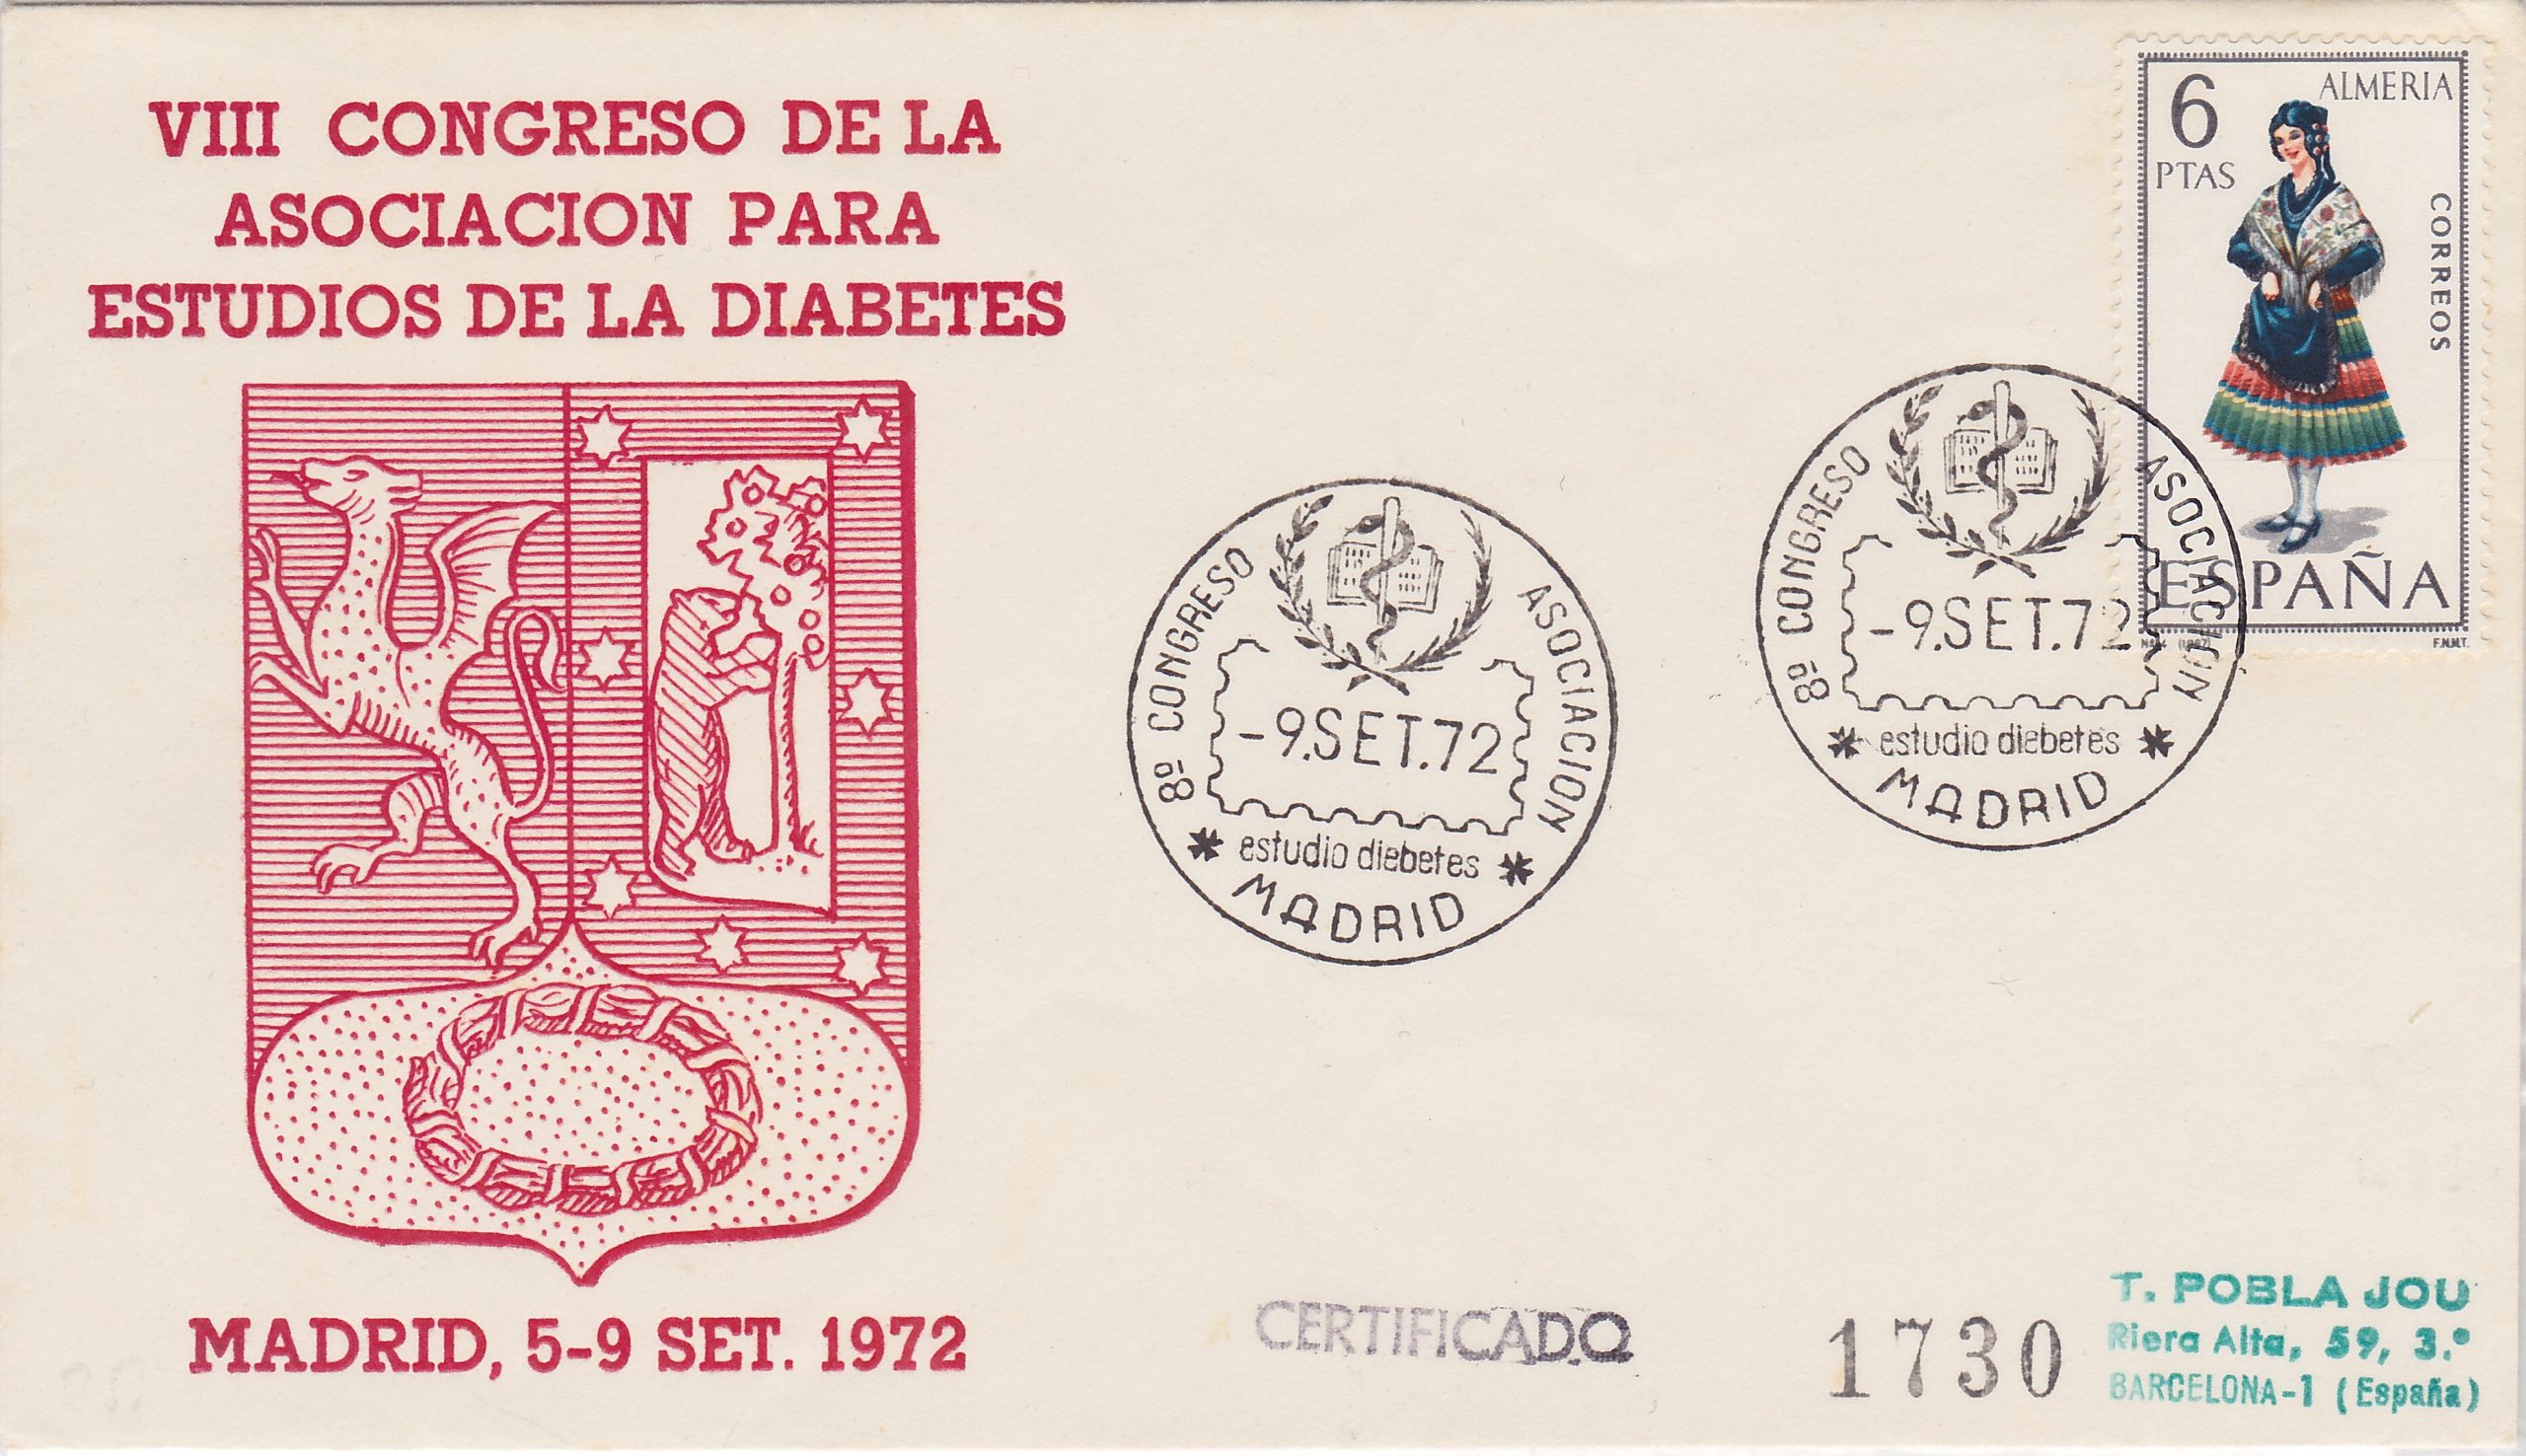 VIII CONGRESO DE LA
ASOCIACION PARA
ESTUDIOS DE LA DIABETES
MADRID, 5-9 SET. 1972
8º CONGRESO ASOCIACION
-9.SET.72
* estudio diebetes *
MADRID
8º CONGRESO ASOCIACION
-9.SET.72
* estudio diebetes *
MADRID
6
PTAS
ALMERIA
CORREOS
ESPAÑA
F.N.M.T.
CERTIFICADO
1730
T. POBLA JOU
Riera Alta, 59, 3.º
BARCELONA-1 (España)